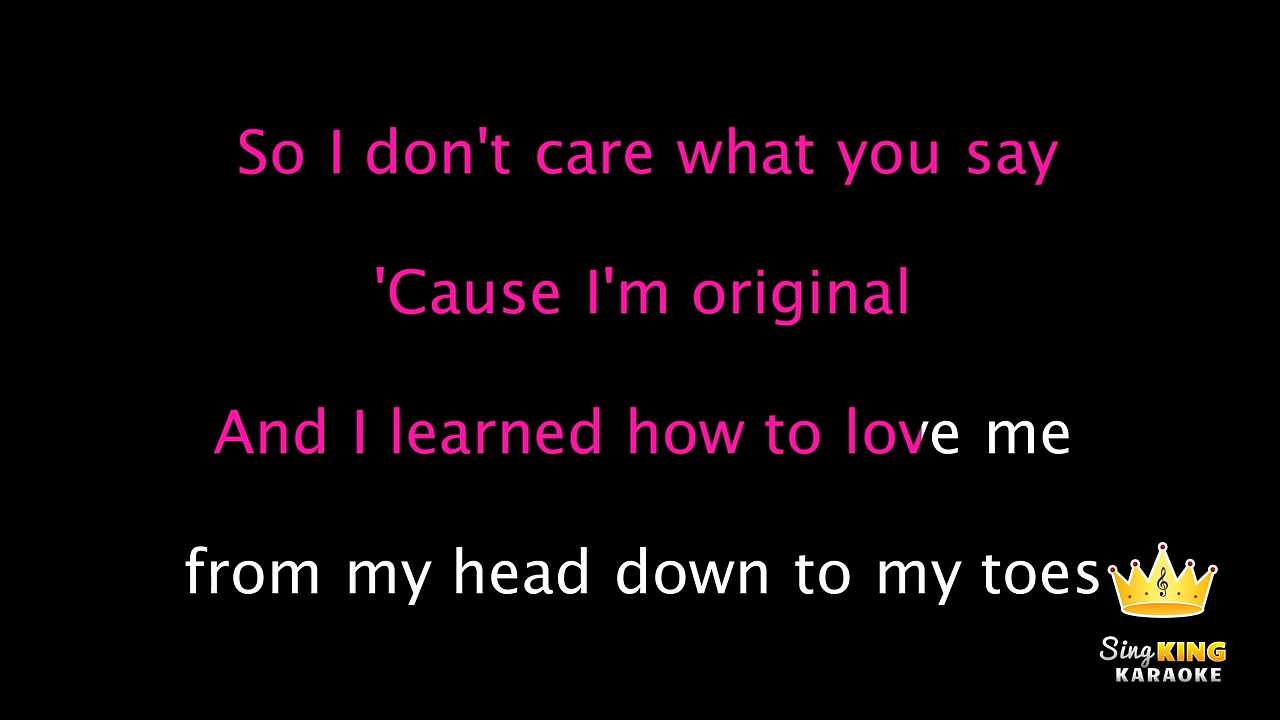 So I don't care what you say
'Cause I'm original
And I learned how to love me
from my head down to my toes
Sing KING
KARAOKE